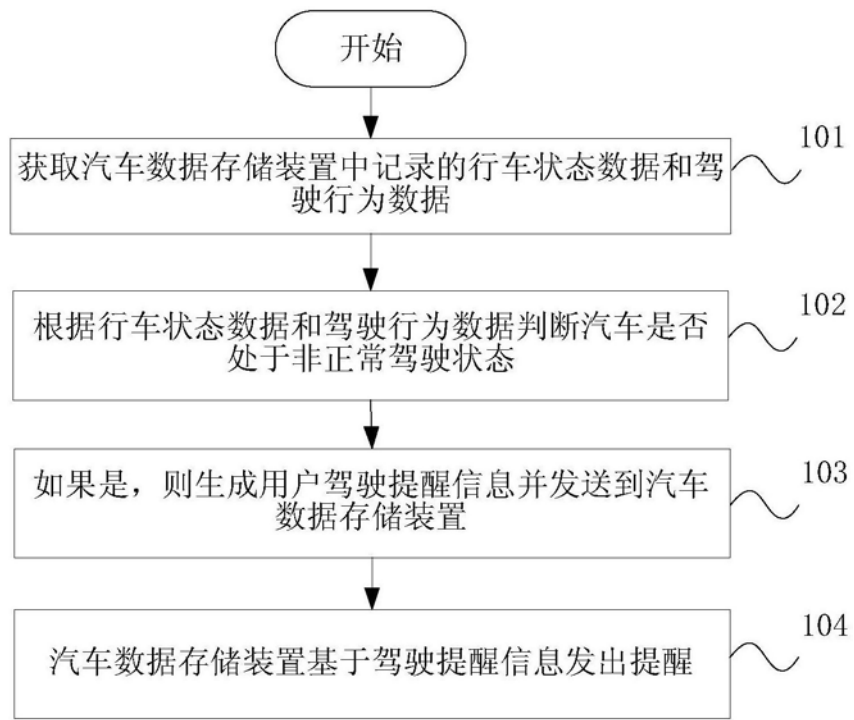 开始
101
获取汽车数据存储装置中记录的行车状态数据和驾
驶行为数据
102
根据行车状态数据和驾驶行为数据判断汽车是否
处于非正常驾驶状态
103
如果是，则生成用户驾驶提醒信息并发送到汽车
数据存储装置
104
汽车数据存储装置基于驾驶提醒信息发出提醒